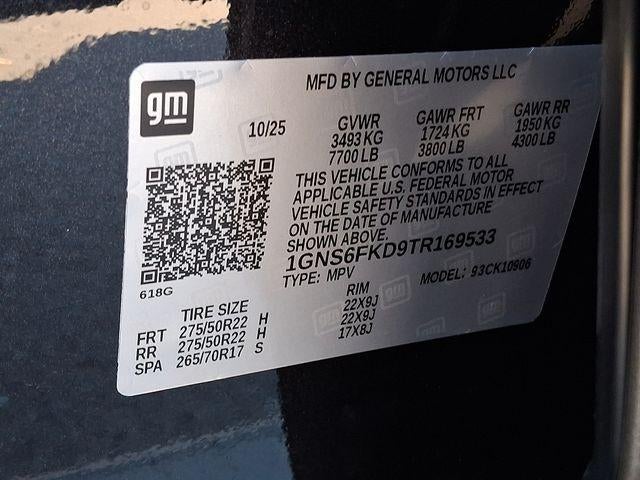 MFD BY GENERAL MOTORS LLC
gm
10/25
GVWR GAWR FRT GAWR RR
3493 KG 1724 KG 1950 KG
7700 LB 3800 LB 4300 LB
THIS VEHICLE CONFORMS TO ALL
APPLICABLE U.S. FEDERAL MOTOR
VEHICLE SAFETY STANDARDS IN EFFECT
ON THE DATE OF MANUFACTURE
SHOWN ABOVE.
1GNS6FKD9TR169533
TYPE: MPV MODEL: 93CK10906
618G
TIRE SIZE RIM
FRT 275/50R22 H 22X9J
RR 275/50R22 H 22X9J
SPA 265/70R17 S 17X8J